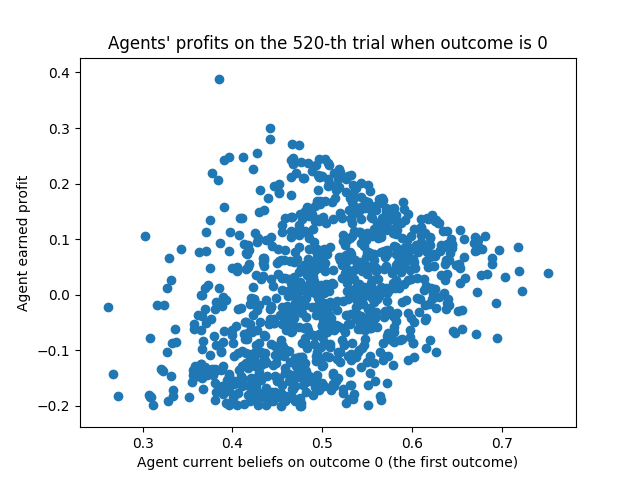 Agents' profits on the 520-th trial when outcome is 0
0.4
0.3
0.2
0.1
0.0
−0.1
−0.2
Agent earned profit
0.3 0.4 0.5 0.6 0.7
Agent current beliefs on outcome 0 (the first outcome)